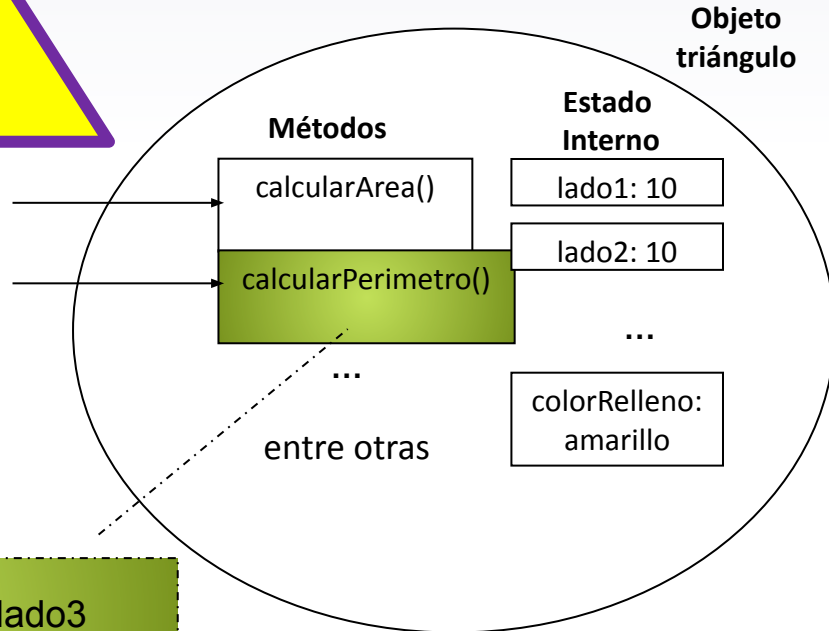 Objeto
triángulo
Métodos
Estado
Interno
calcularArea()
lado1: 10
lado2: 10
calcularPerimetro()
...
...
colorRelleno:
amarillo
entre otras
lado3